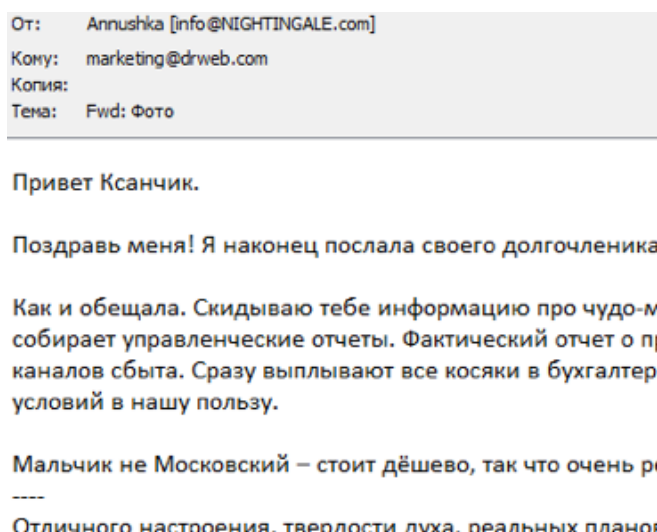 От: Annushka [info@NIGHTINGALE.com]
Кому: marketing@drweb.com
Копия:
Тема: Fwd: Фото
Привет Ксанчик.
Поздравь меня! Я наконец послала своего долгочленика
Как и обещала. Скидываю тебе информацию про чудо-м
собирает управленческие отчеты. Фактический отчет о п
каналов сбыта. Сразу выплывают все косяки в бухгалтер
условий в нашу пользу.
Мальчик не Московский – стоит дёшево, так что очень р
----
Отличного настроения, твердости духа, реальных планов